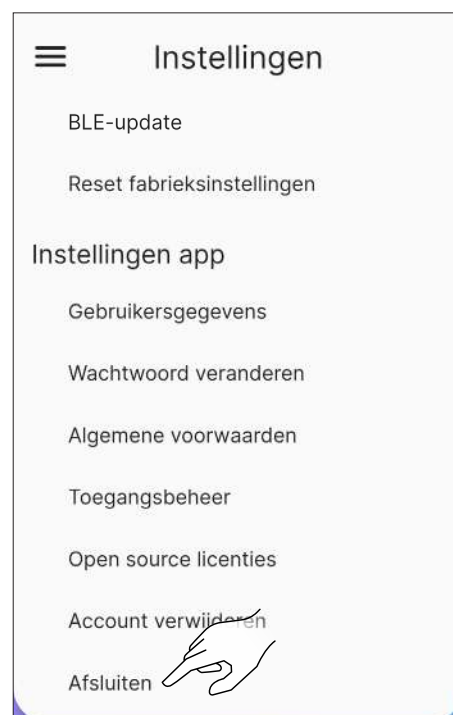 Instellingen
BLE-update
Reset fabrieksinstellingen
Instellingen app
Gebruikersgegevens
Wachtwoord veranderen
Algemene voorwaarden
Toegangsbeheer
Open source licenties
Account verwijderen
Afsluiten